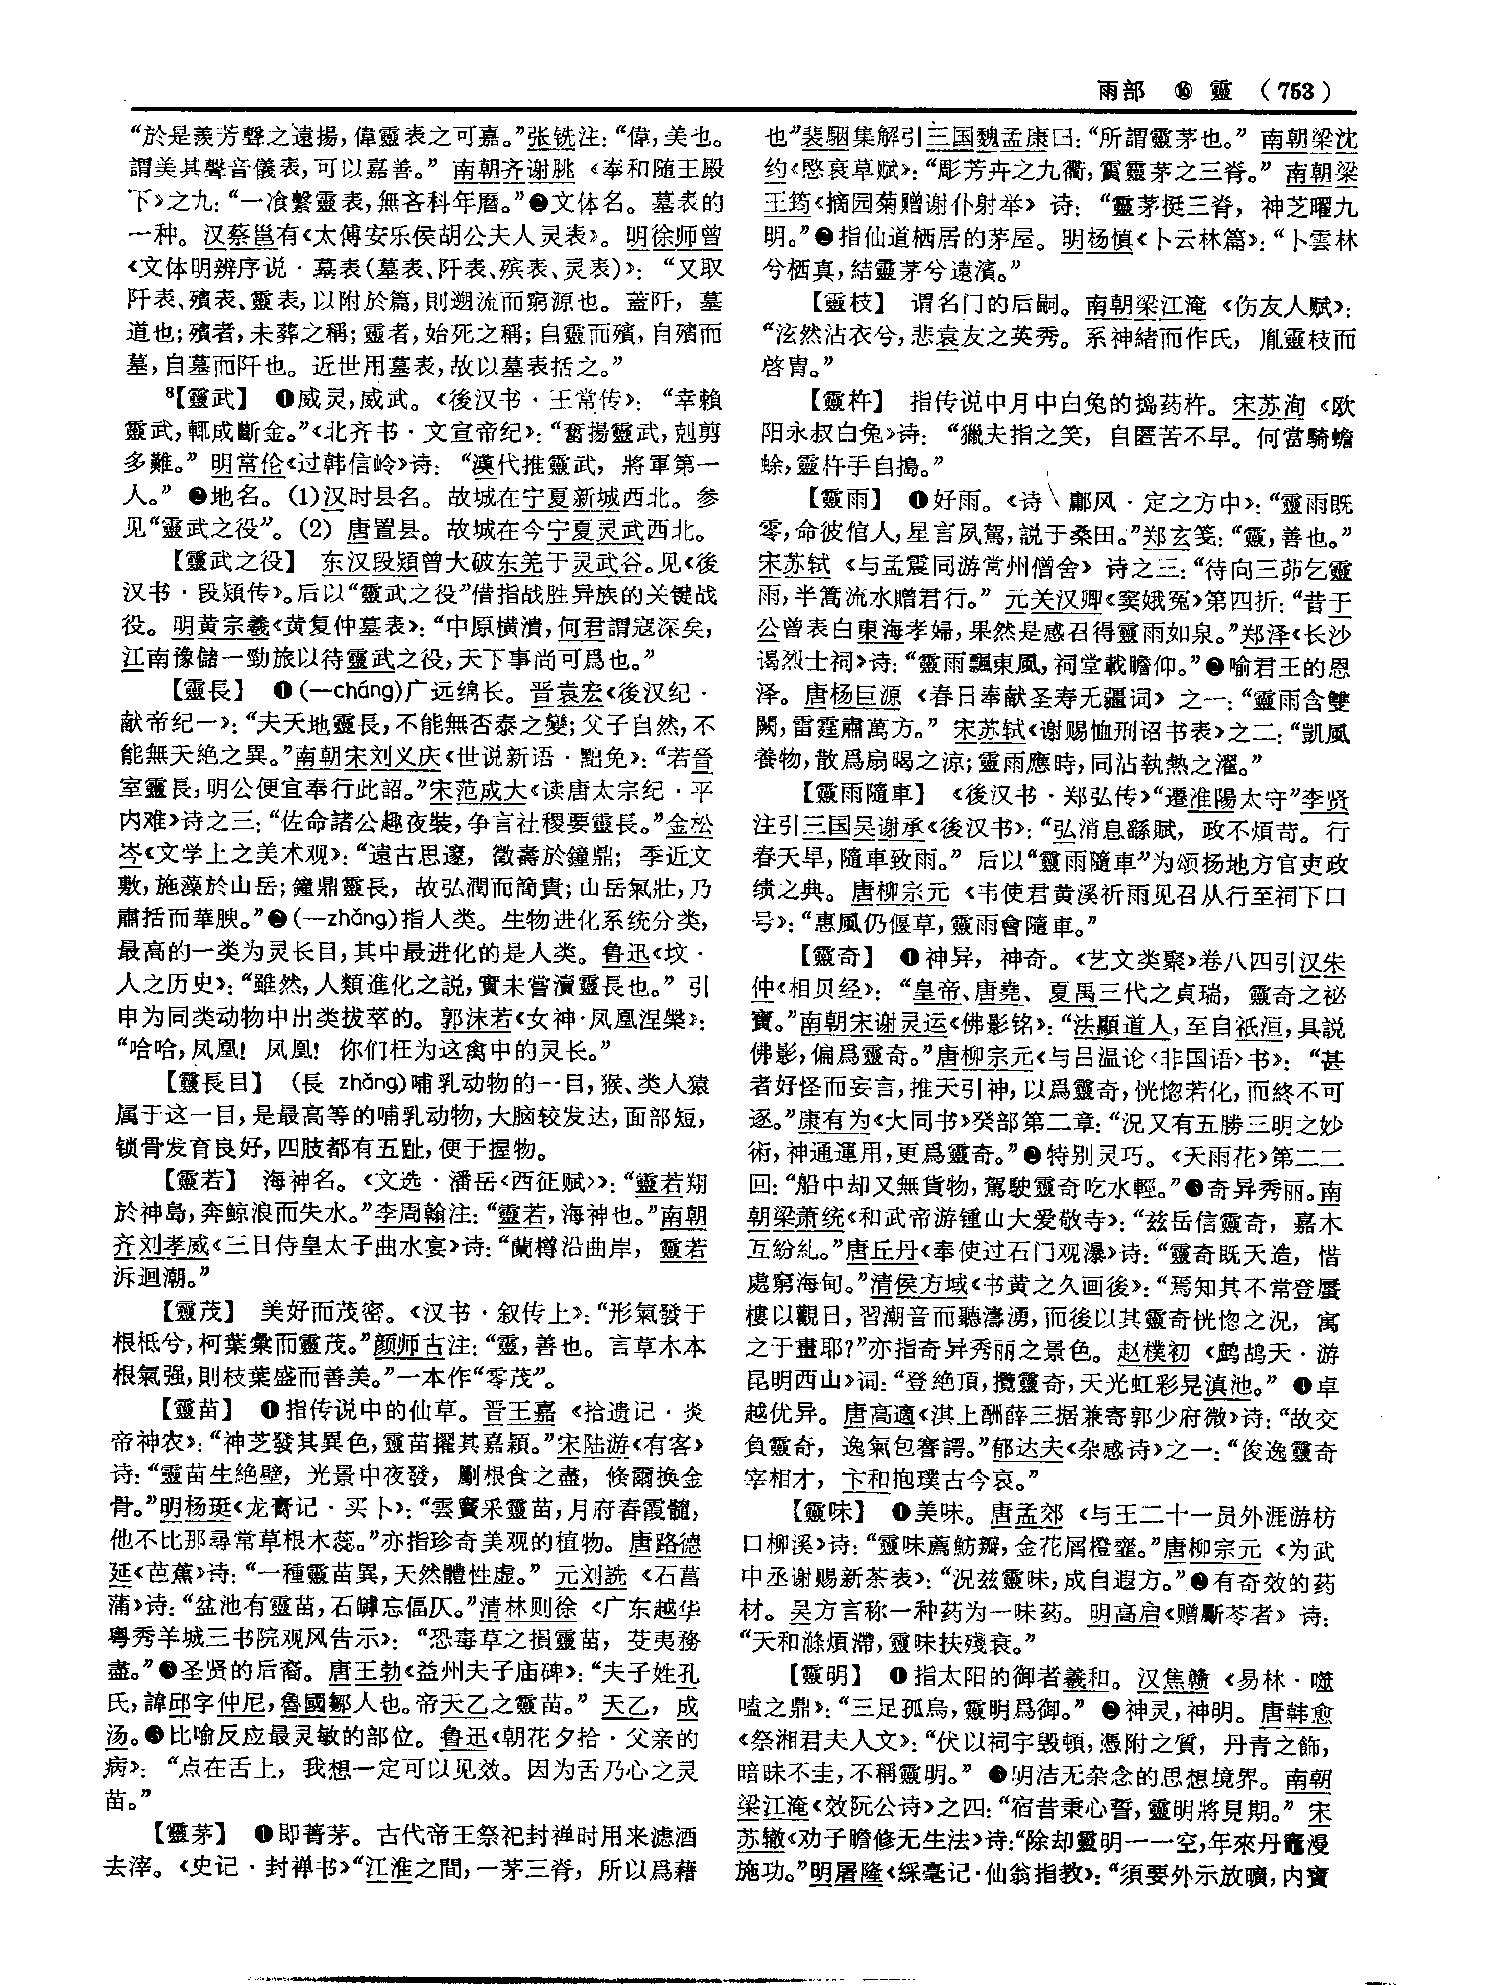 雨部 ⑯ 靈 (753)
“於是羨芳聲之遠揚，偉靈表之可嘉。”张铣注：“偉，美也。
謂美其聲音儀表，可以嘉善。” 南朝齐谢朓《奉和随王殿
下》之九：“一飡繫靈表，無吝科年曆。”❷文体名。墓表的
一种。汉蔡邕有《太傅安乐侯胡公夫人灵表》。明徐师曾
《文体明辨序说·墓表(墓表、阡表、殡表、灵表)》：“又取
阡表、殯表、靈表，以附於篇，則遡流而窮源也。蓋阡，墓
道也；殯者，未葬之稱；靈者，始死之稱；自靈而殯，自殯而
墓，自墓而阡也。近世用墓表，故以墓表括之。”
⁸【靈武】 ❶威灵，威武。《後汉书·王常传》：“幸賴
靈武，輒成斷金。”《北齐书·文宣帝纪》：“奮揚靈武，剋剪
多難。” 明常伦《过韩信岭》诗：“漢代推靈武，將軍第一
人。” ❷地名。(1)汉时县名。故城在宁夏新城西北。参
见“靈武之役”。(2) 唐置县。故城在今宁夏灵武西北。
【靈武之役】 东汉段熲曾大破东羌于灵武谷。见《後
汉书·段熲传》。后以“靈武之役”借指战胜异族的关键战
役。明黄宗羲《黄复仲墓表》：“中原横潰，何君謂寇深矣，
江南豫儲一勁旅以待靈武之役，天下事尚可爲也。”
【靈長】 ❶(—cháng)广远绵长。晋袁宏《後汉纪·
献帝纪一》：“夫天地靈長，不能無否泰之變；父子自然，不
能無天絶之異。”南朝宋刘义庆《世说新语·黜免》：“若晉
室靈長，明公便宜奉行此詔。”宋范成大《读唐太宗纪·平
内难》诗之三：“佐命諸公趣夜裝，争言社稷要靈長。”金松
岑《文学上之美术观》：“遠古思邃，徵壽於鐘鼎；季近文
敷，施藻於山岳；鐘鼎靈長，故弘潤而簡貴；山岳氣壯，乃
肅括而華腴。”❷(—zhǎng)指人类。生物进化系统分类，
最高的一类为灵长目，其中最进化的是人类。鲁迅《坟·
人之历史》：“雖然，人類進化之説，實未嘗瀆靈長也。” 引
申为同类动物中出类拔萃的。郭沫若《女神·凤凰涅槃》：
“哈哈，凤凰！凤凰！你们枉为这禽中的灵长。”
【靈長目】 (長 zhǎng)哺乳动物的一目，猴、类人猿
属于这一目，是最高等的哺乳动物，大脑较发达，面部短，
锁骨发育良好，四肢都有五趾，便于握物。
【靈若】 海神名。《文选·潘岳〈西征赋〉》：“靈若翔
於神島，奔鲸浪而失水。”李周翰注：“靈若，海神也。”南朝
齐刘孝威《三日侍皇太子曲水宴》诗：“蘭樽沿曲岸，靈若
泝迴潮。”
【靈茂】 美好而茂密。《汉书·叙传上》：“形氣發于
根柢兮，柯葉彙而靈茂。”颜师古注：“靈，善也。言草木本
根氣强，則枝葉盛而善美。”一本作“零茂”。
【靈苗】 ❶指传说中的仙草。晋王嘉《拾遗记·炎
帝神农》：“神芝發其異色，靈苗擢其嘉穎。”宋陆游《有客》
诗：“靈苗生絶壁，光景中夜發，劚根食之盡，倏爾换金
骨。”明杨珽《龙膏记·买卜》：“雲竇采靈苗，月府舂霞髓，
他不比那尋常草根木蕊。”亦指珍奇美观的植物。唐路德
延《芭蕉》诗：“一種靈苗異，天然體性虚。” 元刘詵《石菖
蒲》诗：“盆池有靈苗，石罅忘偪仄。”清林则徐《广东越华
粤秀羊城三书院观风告示》：“恐毒草之損靈苗，芟夷務
盡。”❷圣贤的后裔。唐王勃《益州夫子庙碑》：“夫子姓孔
氏，諱邱字仲尼，魯國鄒人也。帝天乙之靈苗。” 天乙，成
汤。❸比喻反应最灵敏的部位。鲁迅《朝花夕拾·父亲的
病》：“点在舌上，我想一定可以见效。因为舌乃心之灵
苗。”
【靈茅】 ❶即菁茅。古代帝王祭祀封禅时用来滤酒
去滓。《史记·封禅书》“江淮之間，一茅三脊，所以爲藉
也”裴駰集解引三国魏孟康曰：“所謂靈茅也。” 南朝梁沈
约《愍衰草赋》：“彫芳卉之九衢，實靈茅之三脊。” 南朝梁
王筠《摘园菊赠谢仆射举》诗：“靈茅挺三脊，神芝曜九
明。”❷指仙道栖居的茅屋。明杨慎《卜云林篇》：“卜雲林
兮栖真，結靈茅兮遠濱。”
【靈枝】 谓名门的后嗣。南朝梁江淹《伤友人赋》：
“泫然沾衣兮，悲袁友之英秀。系神緒而作氏，胤靈枝而
啓胄。”
【靈杵】 指传说中月中白兔的捣药杵。宋苏洵《欧
阳永叔白兔》诗：“獵夫指之笑，自匿苦不早。何當騎蟾
蜍，靈杵手自搗。”
【靈雨】 ❶好雨。《诗·鄘风·定之方中》：“靈雨既
零，命彼倌人，星言夙駕，説于桑田。”郑玄笺：“靈，善也。”
宋苏轼《与孟震同游常州僧舍》诗之三：“待向三茆乞靈
雨，半篙流水赠君行。” 元关汉卿《窦娥冤》第四折：“昔于
公曾表白東海孝婦，果然是感召得靈雨如泉。”郑泽《长沙
谒烈士祠》诗：“靈雨飄東風，祠堂載瞻仰。”❷喻君王的恩
泽。唐杨巨源《春日奉献圣寿无疆词》之一：“靈雨含雙
闕，雷霆肅萬方。” 宋苏轼《谢赐恤刑诏书表》之二：“凱風
養物，散爲扇暍之涼；靈雨應時，同沾執熱之濯。”
【靈雨隨車】 《後汉书·郑弘传》“遷淮陽太守”李贤
注引三国吴谢承《後汉书》：“弘消息繇賦，政不煩苛。行
春天旱，隨車致雨。” 后以“靈雨隨車”为颂扬地方官吏政
绩之典。唐柳宗元《韦使君黄溪祈雨见召从行至祠下口
号》：“惠風仍偃草，靈雨會隨車。”
【靈奇】 ❶神异，神奇。《艺文类聚》卷八四引汉朱
仲《相贝经》：“皇帝、唐堯、夏禹三代之貞瑞，靈奇之祕
寶。”南朝宋谢灵运《佛影铭》：“法顯道人，至自祇洹，具説
佛影，偏爲靈奇。”唐柳宗元《与吕温论〈非国语〉书》：“甚
者好怪而妄言，推天引神，以爲靈奇，恍惚若化，而終不可
逐。”康有为《大同书》癸部第二章：“況又有五勝三明之妙
術，神通運用，更爲靈奇。”❷特别灵巧。《天雨花》第二二
回：“船中却又無貨物，駕駛靈奇吃水輕。”❸奇异秀丽。南
朝梁萧统《和武帝游锺山大爱敬寺》：“兹岳信靈奇，嘉木
互紛糺。”唐丘丹《奉使过石门观瀑》诗：“靈奇既天造，惜
處窮海甸。”清侯方域《书黄之久画後》：“焉知其不常登蜃
樓以觀日，習潮音而聽濤湧，而後以其靈奇恍惚之況，寓
之于畫耶？”亦指奇异秀丽之景色。赵樸初《鹧鸪天·游
昆明西山》词：“登绝頂，攬靈奇，天光虹彩晃滇池。” ❹卓
越优异。唐高適《淇上酬薛三据兼寄郭少府微》诗：“故交
負靈奇，逸氣包謇諤。”郁达夫《杂感诗》之一：“俊逸靈奇
宰相才，卞和抱璞古今哀。”
【靈味】 ❶美味。唐孟郊《与王二十一员外涯游枋
口柳溪》诗：“靈味薦魴瓣，金花屑橙虀。”唐柳宗元《为武
中丞谢赐新茶表》：“况兹靈味，成自遐方。”❷有奇效的药
材。吴方言称一种药为一味药。明高启《赠劚苓者》诗：
“天和滌煩滯，靈味扶殘衰。”
【靈明】 ❶指太阳的御者羲和。汉焦赣《易林·噬
嗑之鼎》：“三足孤烏，靈明爲御。” ❷神灵，神明。唐韩愈
《祭湘君夫人文》：“伏以祠宇毁頓，憑附之質，丹青之飾，
暗昧不圭，不稱靈明。” ❸明洁无杂念的思想境界。南朝
梁江淹《效阮公诗》之四：“宿昔秉心誓，靈明將見期。” 宋
苏辙《劝子瞻修无生法》诗：“除却靈明一一空，年來丹竈漫
施功。”明屠隆《綵毫记·仙翁指教》：“須要外示放曠，内寶